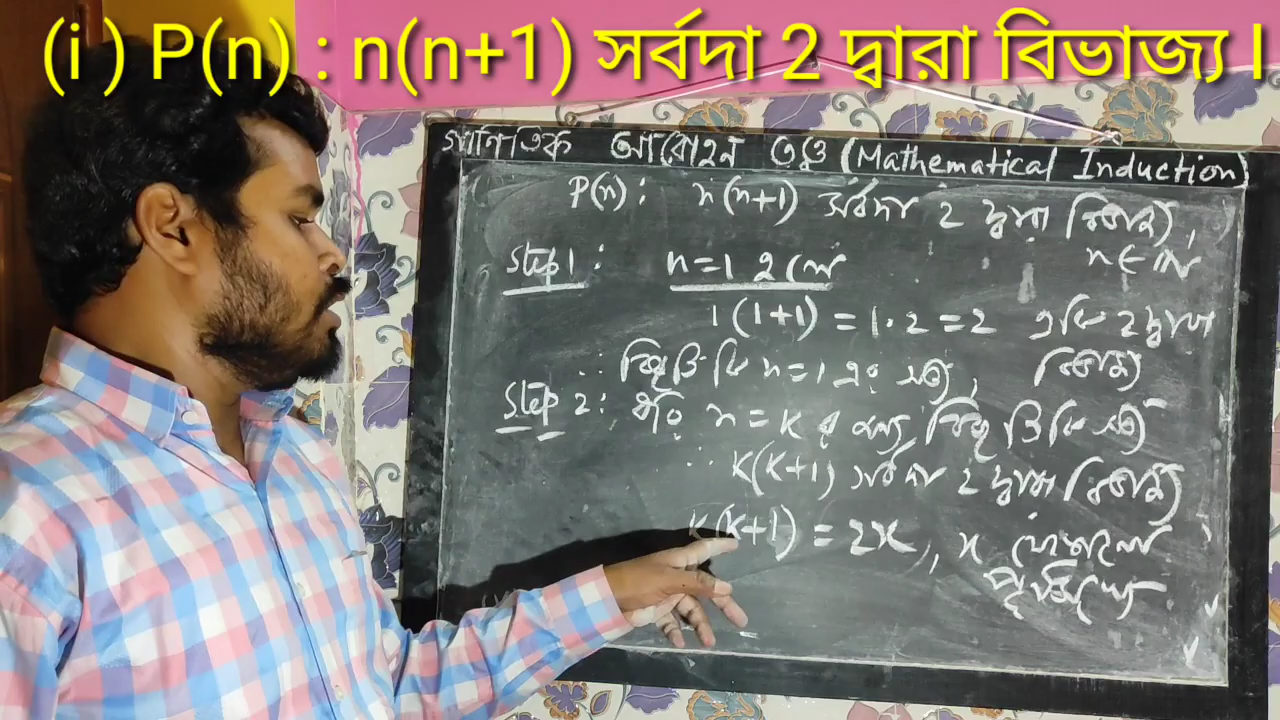 (i) P(n) : n(n+1) সর্বদা 2 দ্বারা বিভাজ্য ।
গাণিতিক আরোহন তত্ত্ব (Mathematical Induction)
P(n): n(n+1) সর্বদা 2 দ্বারা বিভাজ্য,
n∈IN
Step 1: n=1 হলে
1(1+1) = 1·2 = 2 এটি 2 দ্বারা
বিভাজ্য
∴ বিবৃতিটি n=1 এর সত্য,
Step 2: ধরি n=K র জন্য বিবৃতিটি সত্য
∴ K(K+1) সর্বদা 2 দ্বারা বিভাজ্য
K(K+1) = 2x, x যেকোনো
পূর্ণসংখ্যা